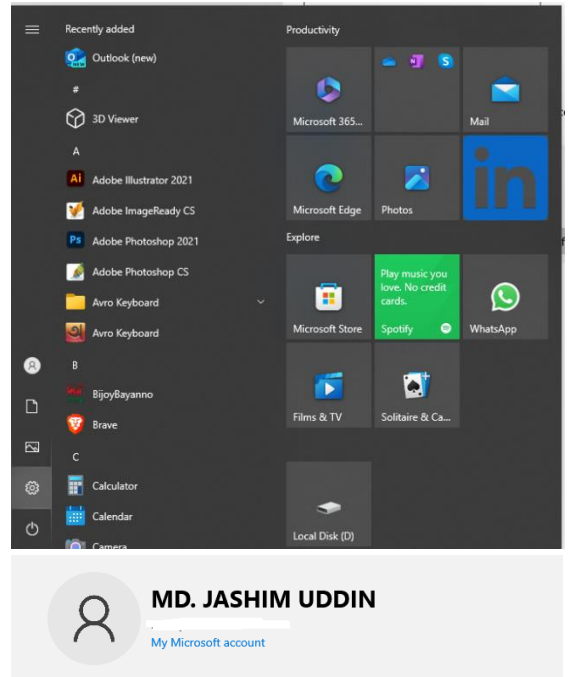 Recently added
Outlook (new)
#
3D Viewer
A
Ai Adobe Illustrator 2021
Adobe ImageReady CS
Ps Adobe Photoshop 2021
Adobe Photoshop CS
Avro Keyboard
Avro Keyboard
B
BijoyBayanno
Brave
C
Calculator
Calendar
Camera
Productivity
Microsoft 365...
Mail
Microsoft Edge
Photos
in
Explore
Microsoft Store
Play music you
love. No credit
cards.
Spotify
WhatsApp
Films & TV
Solitaire & Ca...
Local Disk (D)
MD. JASHIM UDDIN
My Microsoft account